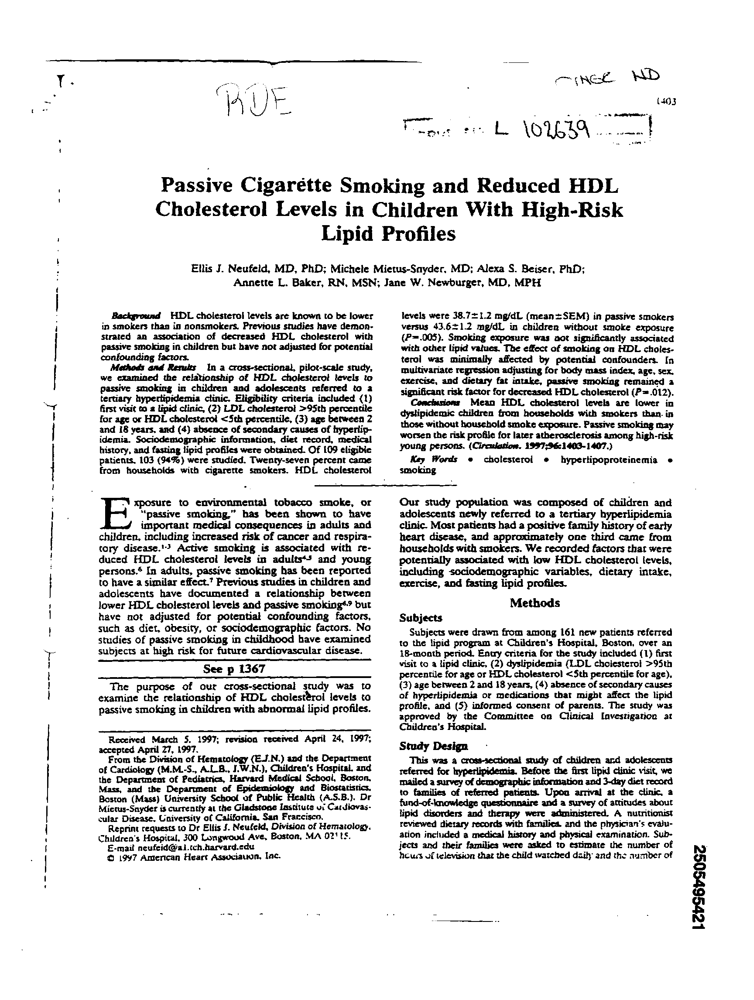 RDE
ND
1403
L 102639
Passive Cigarette Smoking and Reduced HDL
Cholesterol Levels in Children With High-Risk
Lipid Profiles
Ellis J. Neufeld, MD, PhD; Michele Mietus-Snyder, MD; Alexa S. Beiser, PhD;
Annette L. Baker, RN, MSN; Jane W. Newburger, MD, MPH
Background HDL cholesterol levels are known to be lower
in smokers than in nonsmokers. Previous studies have demon-
strated an association of decreased HDL cholesterol with
passive smoking in children but have not adjusted for potential
confounding factors.
Methods and Results In a cross-sectional, pilot-scale study,
we examined the relationship of HDL cholesterol levels to
passive smoking in children and adolescents referred to a
tertiary hyperlipidemia clinic. Eligibility criteria included (1)
first visit to a lipid clinic, (2) LDL cholesterol >95th percentile
for age or HDL cholesterol <5th percentile, (3) age between 2
and 18 years, and (4) absence of secondary causes of hyperlip-
idemia. Sociodemographic information, diet record, medical
history, and fasting lipid profiles were obtained. Of 109 eligible
patients, 103 (94%) were studied. Twenty-seven percent came
from households with cigarette smokers. HDL cholesterol
levels were 38.7±1.2 mg/dL (mean±SEM) in passive smokers
versus 43.6±1.2 mg/dL in children without smoke exposure
(P=.005). Smoking exposure was not significantly associated
with other lipid values. The effect of smoking on HDL choles-
terol was minimally affected by potential confounders. In
multivariate regression adjusting for body mass index, age, sex,
exercise, and dietary fat intake, passive smoking remained a
significant risk factor for decreased HDL cholesterol (P=.012).
Conclusions Mean HDL cholesterol levels are lower in
dyslipidemic children from households with smokers than in
those without household smoke exposure. Passive smoking may
worsen the risk profile for later atherosclerosis among high-risk
young persons. (Circulation. 1997;96:1403-1407.)
Key Words • cholesterol • hyperlipoproteinemia •
smoking
Exposure to environmental tobacco smoke, or
"passive smoking," has been shown to have
important medical consequences in adults and
children, including increased risk of cancer and respira-
tory disease.1-3 Active smoking is associated with re-
duced HDL cholesterol levels in adults4,5 and young
persons.6 In adults, passive smoking has been reported
to have a similar effect.7 Previous studies in children and
adolescents have documented a relationship between
lower HDL cholesterol levels and passive smoking8,9 but
have not adjusted for potential confounding factors,
such as diet, obesity, or sociodemographic factors. No
studies of passive smoking in childhood have examined
subjects at high risk for future cardiovascular disease.
See p 1367
The purpose of our cross-sectional study was to
examine the relationship of HDL cholesterol levels to
passive smoking in children with abnormal lipid profiles.
Received March 5, 1997; revision received April 24, 1997;
accepted April 27, 1997.
From the Division of Hematology (E.J.N.) and the Department
of Cardiology (M.M.-S., A.L.B., J.W.N.), Children's Hospital, and
the Department of Pediatrics, Harvard Medical School, Boston,
Mass, and the Department of Epidemiology and Biostatistics,
Boston (Mass) University School of Public Health (A.S.B.). Dr
Mietus-Snyder is currently at the Gladstone Institute of Cardiovas-
cular Disease, University of California, San Francisco.
Reprint requests to Dr Ellis J. Neufeld, Division of Hematology,
Children's Hospital, 300 Longwood Ave, Boston, MA 02115.
E-mail neufeld@a1.tch.harvard.edu
© 1997 American Heart Association, Inc.
Our study population was composed of children and
adolescents newly referred to a tertiary hyperlipidemia
clinic. Most patients had a positive family history of early
heart disease, and approximately one third came from
households with smokers. We recorded factors that were
potentially associated with low HDL cholesterol levels,
including sociodemographic variables, dietary intake,
exercise, and fasting lipid profiles.
Methods
Subjects
Subjects were drawn from among 161 new patients referred
to the lipid program at Children's Hospital, Boston, over an
18-month period. Entry criteria for the study included (1) first
visit to a lipid clinic, (2) dyslipidemia (LDL cholesterol >95th
percentile for age or HDL cholesterol <5th percentile for age),
(3) age between 2 and 18 years, (4) absence of secondary causes
of hyperlipidemia or medications that might affect the lipid
profile, and (5) informed consent of parents. The study was
approved by the Committee on Clinical Investigation at
Children's Hospital.
Study Design
This was a cross-sectional study of children and adolescents
referred for hyperlipidemia. Before the first lipid clinic visit, we
mailed a survey of demographic information and 3-day diet record
to families of referred patients. Upon arrival at the clinic, a
fund-of-knowledge questionnaire and a survey of attitudes about
lipid disorders and therapy were administered. A nutritionist
reviewed dietary records with families, and the physician's evalu-
ation included a medical history and physical examination. Sub-
jects and their families were asked to estimate the number of
hours of television that the child watched daily and the number of
2505495421